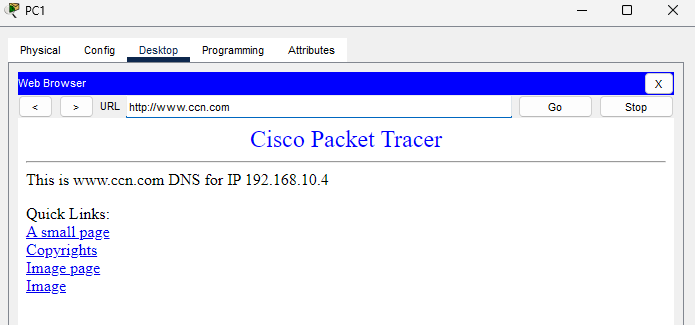 PC1
Physical Config Desktop Programming Attributes
Web Browser X
< > URL http://www.ccn.com Go Stop
Cisco Packet Tracer
This is www.ccn.com DNS for IP 192.168.10.4
Quick Links:
A small page
Copyrights
Image page
Image